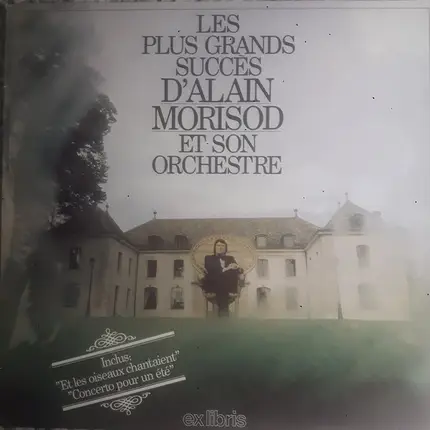 LES
PLUS GRANDS
SUCCÈS
D'ALAIN
MORISOD
ET SON
ORCHESTRE
Inclus:
"Et les oiseaux chantaient"
"Concerto pour un été"
ex libris